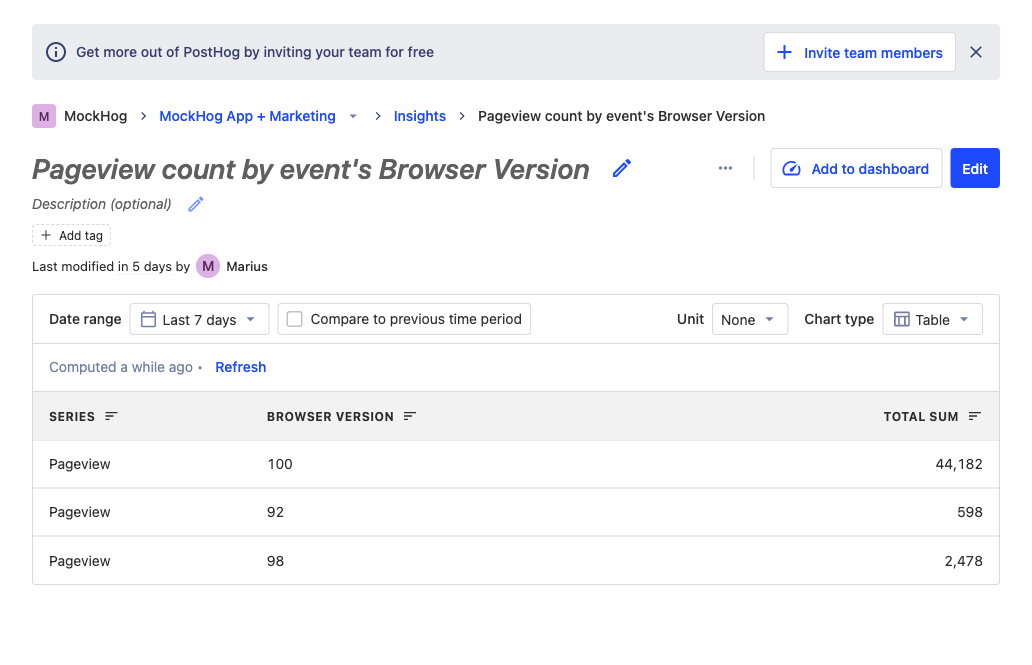 Get more out of PostHog by inviting your team for free
Invite team members
M MockHog > MockHog App + Marketing > Insights > Pageview count by event's Browser Version
Pageview count by event's Browser Version
Add to dashboard
Edit
Description (optional)
+ Add tag
Last modified in 5 days by M Marius
Date range Last 7 days Compare to previous time period Unit None Chart type Table
Computed a while ago • Refresh
SERIES BROWSER VERSION TOTAL SUM
Pageview 100 44,182
Pageview 92 598
Pageview 98 2,478